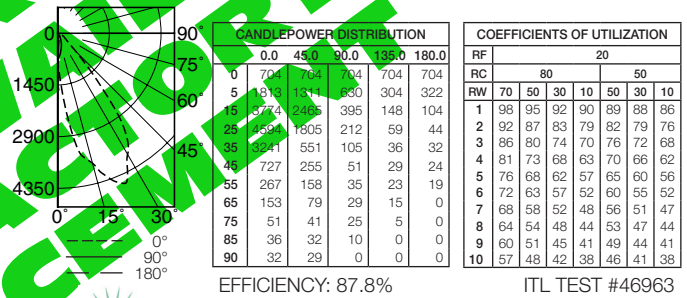 0 90°
75°
1450 60°
2900 45°
4350
0° 15° 30°
0°
90°
180°
CANDLEPOWER DISTRIBUTION
0.0 45.0 90.0 135.0 180.0
0 704 704 704 704 704
5 1813 1311 630 304 322
15 3774 2465 395 148 104
25 4594 1805 212 59 44
35 3241 551 105 36 32
45 727 255 51 29 24
55 267 158 35 23 19
65 153 79 29 15 0
75 51 41 25 5 0
85 36 32 10 0 0
90 32 29 0 0 0
EFFICIENCY: 87.8%
COEFFICIENTS OF UTILIZATION
RF 20
RC 80 50
RW 70 50 30 10 50 30 10
1 98 95 92 90 89 88 86
2 92 87 83 79 82 79 76
3 86 80 74 70 76 72 68
4 81 73 68 63 70 66 62
5 76 68 62 57 65 60 56
6 72 63 57 52 60 55 52
7 68 58 52 48 56 51 47
8 64 54 48 44 53 47 44
9 60 51 45 41 49 44 41
10 57 48 42 38 46 41 38
ITL TEST #46963